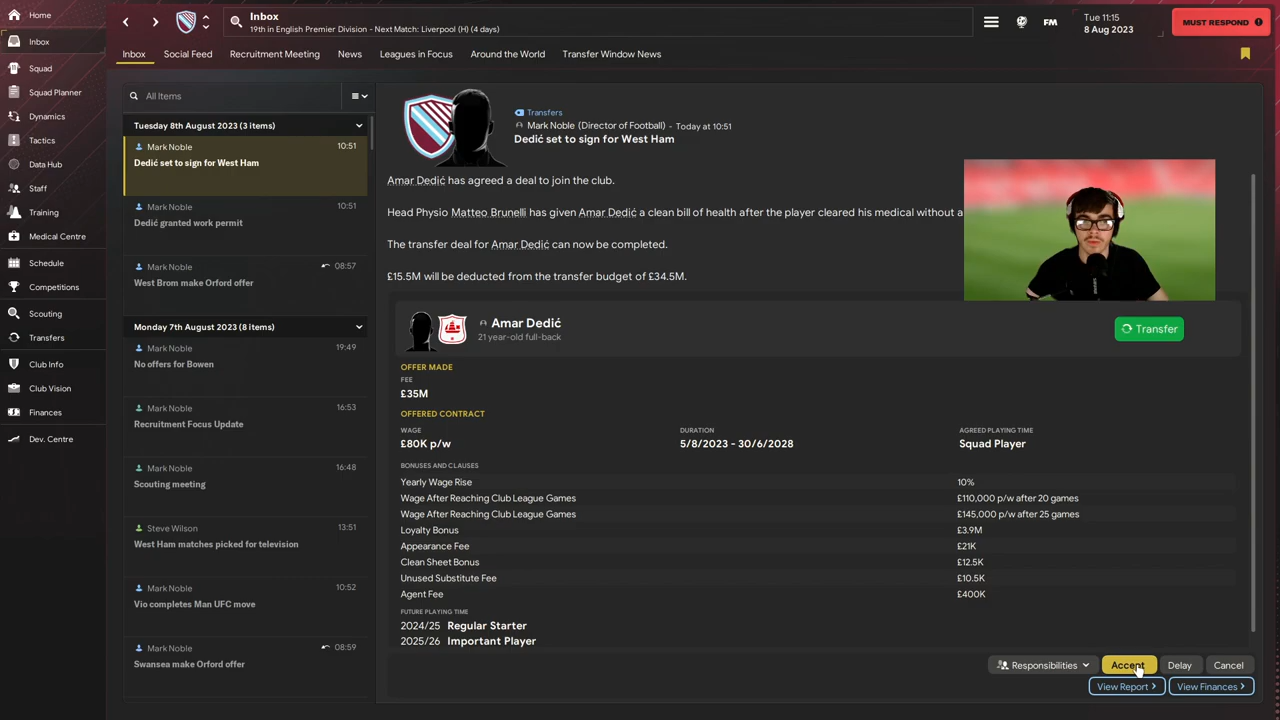 Home
Inbox
19th in English Premier Division - Next Match: Liverpool (H) (4 days)
FM
Tue 11:15
8 Aug 2023
MUST RESPOND
Inbox
Squad
Squad Planner
Dynamics
Tactics
Data Hub
Staff
Training
Medical Centre
Schedule
Competitions
Scouting
Transfers
Club Info
Club Vision
Finances
Dev. Centre
Inbox Social Feed Recruitment Meeting News Leagues in Focus Around the World Transfer Window News
All Items
Tuesday 8th August 2023 (3 items)
Mark Noble 10:51
Dedić set to sign for West Ham
Mark Noble 10:51
Dedić granted work permit
Mark Noble 08:57
West Brom make Orford offer
Monday 7th August 2023 (8 items)
Mark Noble 19:49
No offers for Bowen
Mark Noble 16:53
Recruitment Focus Update
Mark Noble 16:48
Scouting meeting
Steve Wilson 13:51
West Ham matches picked for television
Mark Noble 10:52
Vio completes Man UFC move
Mark Noble 08:59
Swansea make Orford offer
Transfers
Mark Noble (Director of Football) - Today at 10:51
Dedić set to sign for West Ham
Amar Dedić has agreed a deal to join the club.
Head Physio Matteo Brunelli has given Amar Dedić a clean bill of health after the player cleared his medical without a
The transfer deal for Amar Dedić can now be completed.
£15.5M will be deducted from the transfer budget of £34.5M.
Amar Dedić
21 year-old full-back
Transfer
OFFER MADE
FEE
£35M
OFFERED CONTRACT
WAGE DURATION AGREED PLAYING TIME
£80K p/w 5/8/2023 - 30/6/2028 Squad Player
BONUSES AND CLAUSES
Yearly Wage Rise 10%
Wage After Reaching Club League Games £110,000 p/w after 20 games
Wage After Reaching Club League Games £145,000 p/w after 25 games
Loyalty Bonus £3.9M
Appearance Fee £21K
Clean Sheet Bonus £12.5K
Unused Substitute Fee £10.5K
Agent Fee £400K
FUTURE PLAYING TIME
2024/25 Regular Starter
2025/26 Important Player
Responsibilities Accept Delay Cancel
View Report View Finances